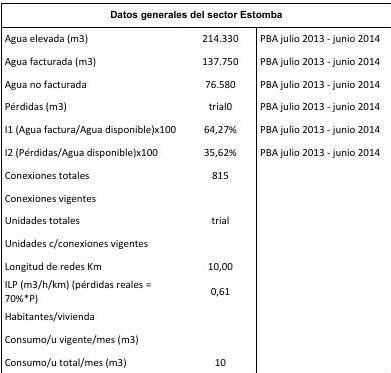 Datos generales del sector Estomba
Agua elevada (m3) 214.330 PBA julio 2013 - junio 2014
Agua facturada (m3) 137.750 PBA julio 2013 - junio 2014
Agua no facturada 76.580 PBA julio 2013 - junio 2014
Pérdidas (m3) trial0 PBA julio 2013 - junio 2014
I1 (Agua factura/Agua disponible)x100 64,27% PBA julio 2013 - junio 2014
I2 (Pérdidas/Agua disponible)x100 35,62% PBA julio 2013 - junio 2014
Conexiones totales 815
Conexiones vigentes
Unidades totales trial
Unidades c/conexiones vigentes
Longitud de redes Km 10,00
ILP (m3/h/km) (pérdidas reales =
70%*P) 0,61
Habitantes/vivienda
Consumo/u vigente/mes (m3)
Consumo/u total/mes (m3) 10